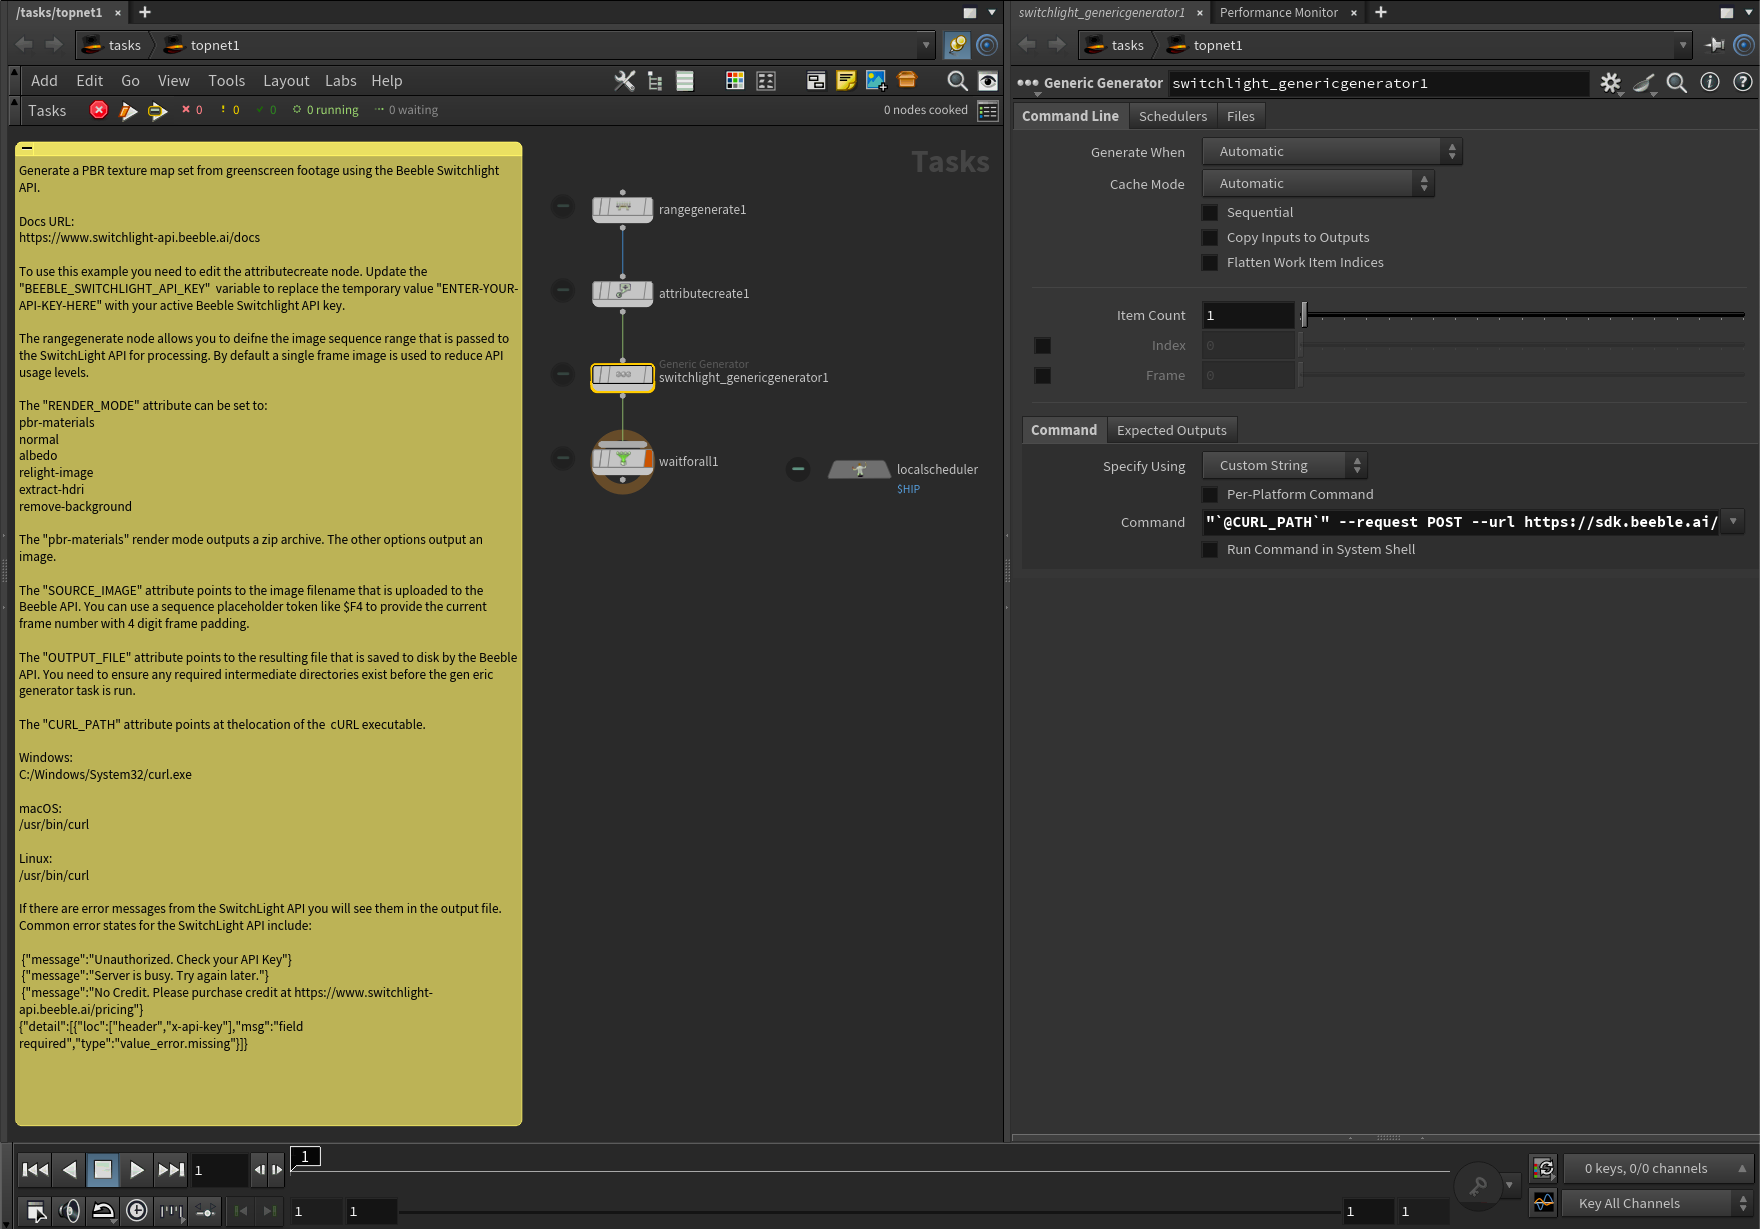 /tasks/topnet1
tasks
topnet1
Add Edit Go View Tools Layout Labs Help
Tasks
0
0
0
0 running
0 waiting
0 nodes cooked
Generate a PBR texture map set from greenscreen footage using the Beeble Switchlight
API.
Docs URL:
https://www.switchlight-api.beeble.ai/docs
To use this example you need to edit the attributecreate node. Update the
"BEEBLE_SWITCHLIGHT_API_KEY"  variable to replace the temporary value "ENTER-YOUR-
API-KEY-HERE" with your active Beeble Switchlight API key.
The rangegenerate node allows you to deifne the image sequence range that is passed to
the SwitchLight API for processing. By default a single frame image is used to reduce API
usage levels.
The "RENDER_MODE" attribute can be set to:
pbr-materials
normal
albedo
relight-image
extract-hdri
remove-background
The "pbr-materials" render mode outputs a zip archive. The other options output an
image.
The "SOURCE_IMAGE" attribute points to the image filename that is uploaded to the
Beeble API. You can use a sequence placeholder token like $F4 to provide the current
frame number with 4 digit frame padding.
The "OUTPUT_FILE" attribute points to the resulting file that is saved to disk by the Beeble
API. You need to ensure any required intermediate directories exist before the gen eric
generator task is run.
The "CURL_PATH" attribute points at thelocation of the  cURL executable.
Windows:
C:/Windows/System32/curl.exe
macOS:
/usr/bin/curl
Linux:
/usr/bin/curl
If there are error messages from the SwitchLight API you will see them in the output file.
Common error states for the SwitchLight API include:
{"message":"Unauthorized. Check your API Key"}
{"message":"Server is busy. Try again later."}
{"message":"No Credit. Please purchase credit at https://www.switchlight-
api.beeble.ai/pricing"}
{"detail":[{"loc":["header","x-api-key"],"msg":"field
required","type":"value_error.missing"}]}
Tasks
rangegenerate1
attributecreate1
Generic Generator
switchlight_genericgenerator1
waitforall1
localscheduler
$HIP
switchlight_genericgenerator1
Performance Monitor
tasks
topnet1
Generic Generator
switchlight_genericgenerator1
Command Line
Schedulers
Files
Generate When
Automatic
Cache Mode
Automatic
Sequential
Copy Inputs to Outputs
Flatten Work Item Indices
Item Count
1
Index
0
Frame
0
Command
Expected Outputs
Specify Using
Custom String
Per-Platform Command
Command
"`@CURL_PATH`" --request POST --url https://sdk.beeble.ai/
Run Command in System Shell
1
1
0 keys, 0/0 channels
1
1
1
1
Key All Channels